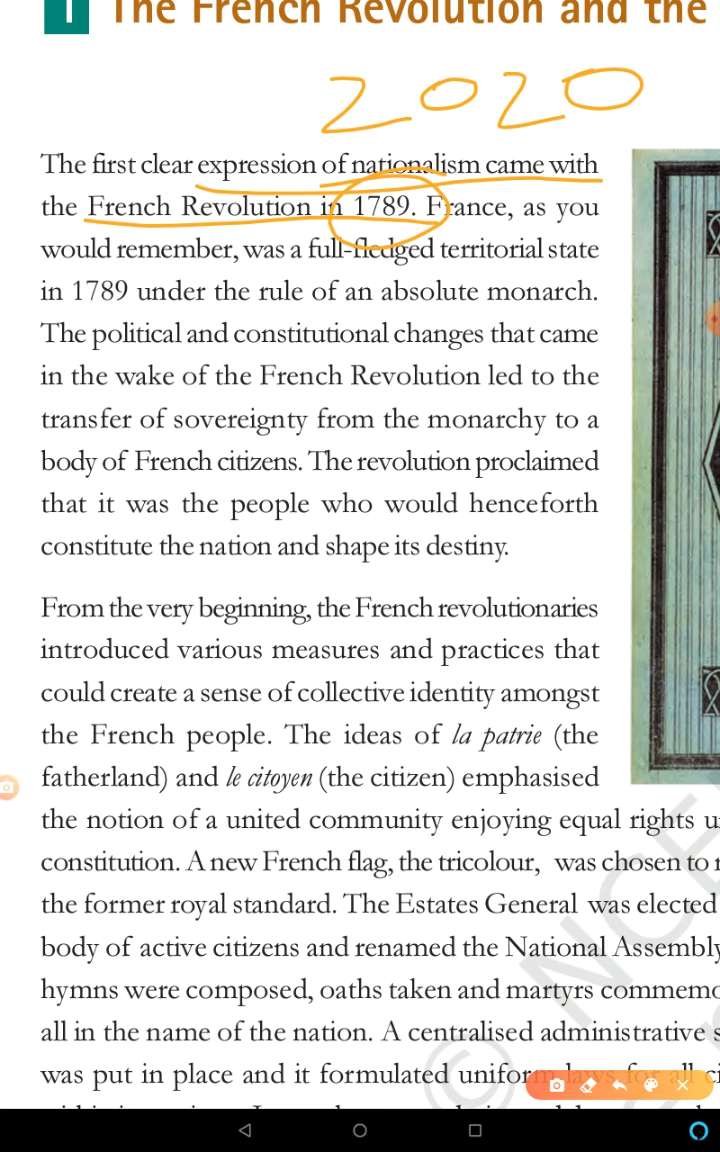 1 The French Revolution and the
2020
The first clear expression of nationalism came with
the French Revolution in 1789. France, as you
would remember, was a full-fledged territorial state
in 1789 under the rule of an absolute monarch.
The political and constitutional changes that came
in the wake of the French Revolution led to the
transfer of sovereignty from the monarchy to a
body of French citizens. The revolution proclaimed
that it was the people who would henceforth
constitute the nation and shape its destiny.
From the very beginning, the French revolutionaries
introduced various measures and practices that
could create a sense of collective identity amongst
the French people. The ideas of la patrie (the
fatherland) and le citoyen (the citizen) emphasised
the notion of a united community enjoying equal rights
constitution. A new French flag, the tricolour, was chosen to
the former royal standard. The Estates General was elected
body of active citizens and renamed the National Assembly
hymns were composed, oaths taken and martyrs
all in the name of the nation. A centralised administrative
was put in place and it formulated uniform laws for all
© NCE